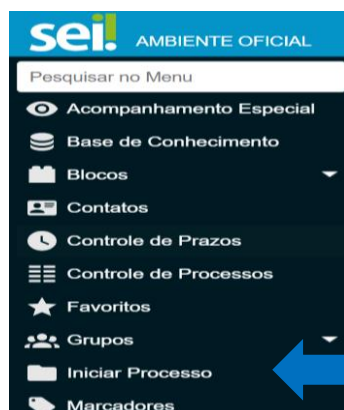 sei!
AMBIENTE OFICIAL
Pesquisar no Menu
Acompanhamento Especial
Base de Conhecimento
Blocos
Contatos
Controle de Prazos
Controle de Processos
Favoritos
Grupos
Iniciar Processo
Marcadores